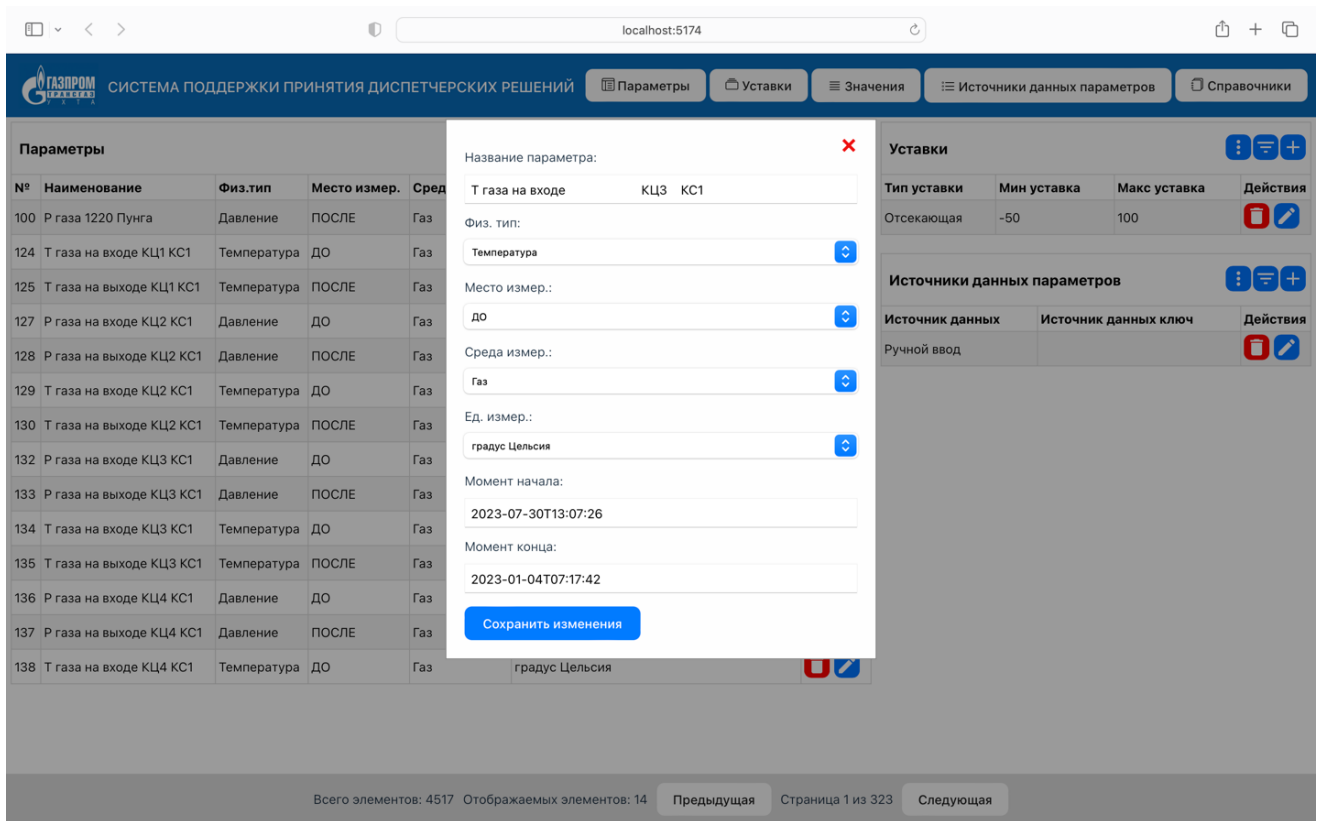 localhost:5174
ГАЗПРОМ
ТРАНСГАЗ
УХТА
СИСТЕМА ПОДДЕРЖКИ ПРИНЯТИЯ ДИСПЕТЧЕРСКИХ РЕШЕНИЙ Параметры Уставки Значения Источники данных параметров Справочники
Параметры
№ Наименование Физ.тип Место измер. Сред
100 P газа 1220 Пунга Давление ПОСЛЕ Газ
124 Т газа на входе КЦ1 КС1 Температура ДО Газ
125 Т газа на выходе КЦ1 КС1 Температура ПОСЛЕ Газ
127 P газа на входе КЦ2 КС1 Давление ДО Газ
128 P газа на выходе КЦ2 КС1 Давление ПОСЛЕ Газ
129 Т газа на входе КЦ2 КС1 Температура ДО Газ
130 Т газа на выходе КЦ2 КС1 Температура ПОСЛЕ Газ
132 P газа на входе КЦ3 КС1 Давление ДО Газ
133 P газа на выходе КЦ3 КС1 Давление ПОСЛЕ Газ
134 Т газа на входе КЦ3 КС1 Температура ДО Газ
135 Т газа на выходе КЦ3 КС1 Температура ПОСЛЕ Газ
136 P газа на входе КЦ4 КС1 Давление ДО Газ
137 P газа на выходе КЦ4 КС1 Давление ПОСЛЕ Газ
138 Т газа на входе КЦ4 КС1 Температура ДО Газ градус Цельсия
Название параметра:
Т газа на входе КЦ3 КС1
Физ. тип:
Температура
Место измер.:
ДО
Среда измер.:
Газ
Ед. измер.:
градус Цельсия
Момент начала:
2023-07-30T13:07:26
Момент конца:
2023-01-04T07:17:42
Сохранить изменения
Уставки
Тип уставки Мин уставка Макс уставка Действия
Отсекающая -50 100
Источники данных параметров
Источник данных Источник данных ключ Действия
Ручной ввод
Всего элементов: 4517 Отображаемых элементов: 14 Предыдущая Страница 1 из 323 Следующая